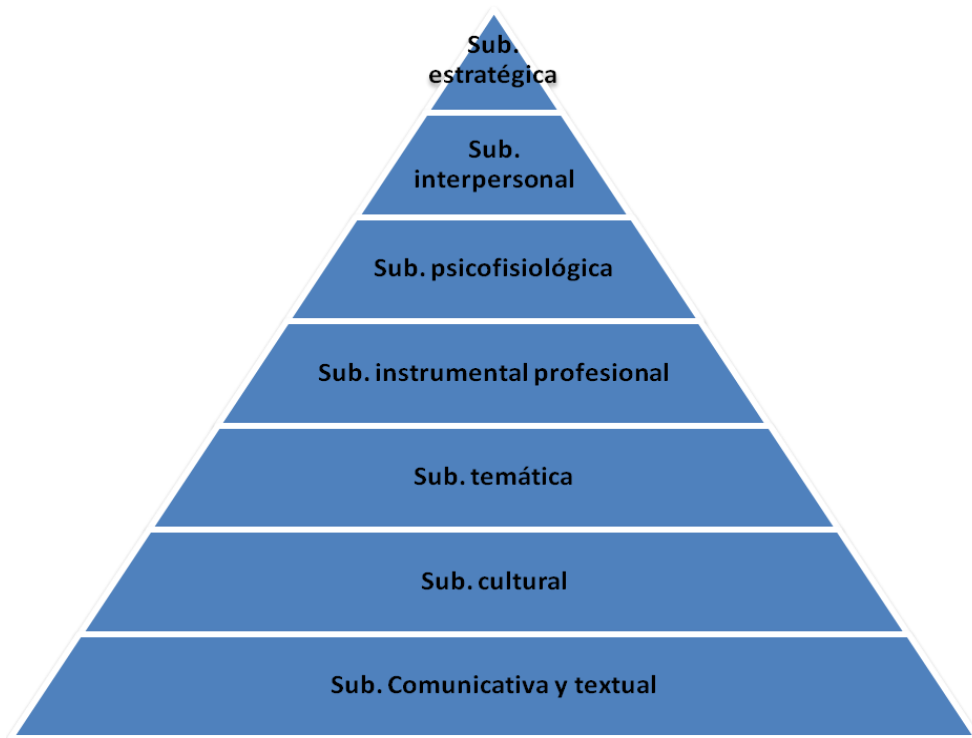 Sub.
estratégica
Sub.
interpersonal
Sub. psicofisiológica
Sub. instrumental profesional
Sub. temática
Sub. cultural
Sub. Comunicativa y textual